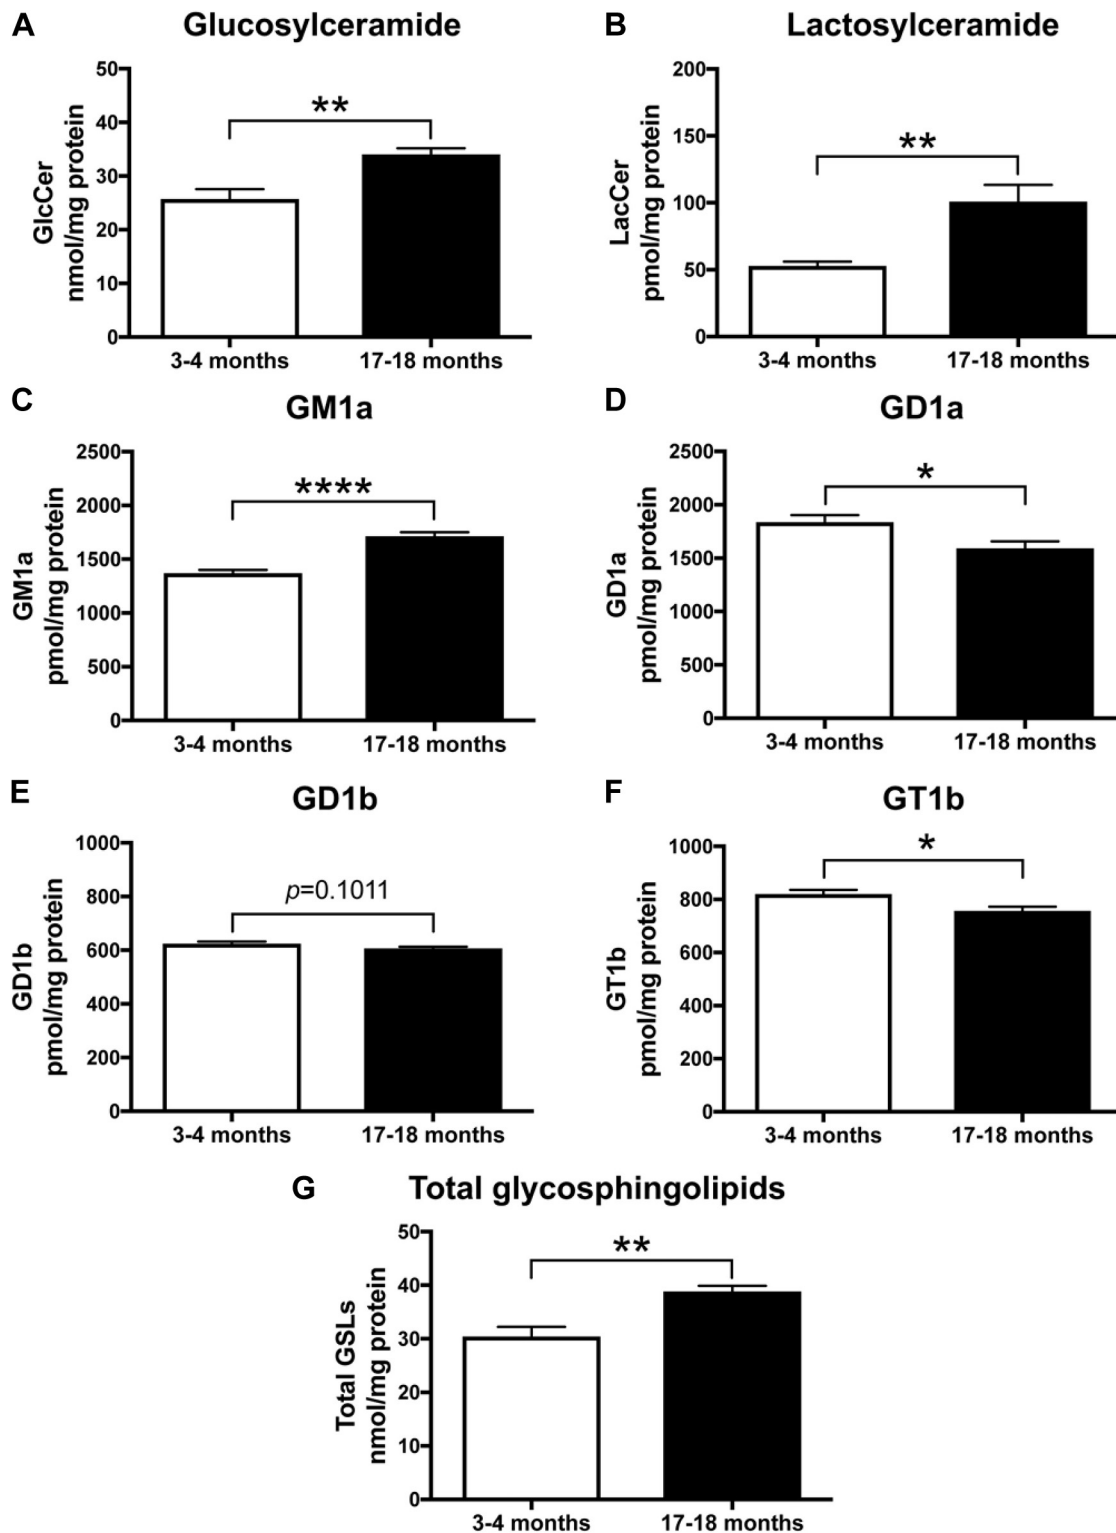 A
Glucosylceramide
GlcCer
nmol/mg protein
50
40
30
20
10
0
**
3-4 months
17-18 months
B
Lactosylceramide
LacCer
pmol/mg protein
200
150
100
50
0
**
3-4 months
17-18 months
C
GM1a
GM1a
pmol/mg protein
2500
2000
1500
1000
500
0
****
3-4 months
17-18 months
D
GD1a
GD1a
pmol/mg protein
2500
2000
1500
1000
500
0
*
3-4 months
17-18 months
E
GD1b
GD1b
pmol/mg protein
1000
800
600
400
200
0
p=0.1011
3-4 months
17-18 months
F
GT1b
GT1b
pmol/mg protein
1000
800
600
400
200
0
*
3-4 months
17-18 months
G
Total glycosphingolipids
Total GSLs
nmol/mg protein
50
40
30
20
10
0
**
3-4 months
17-18 months